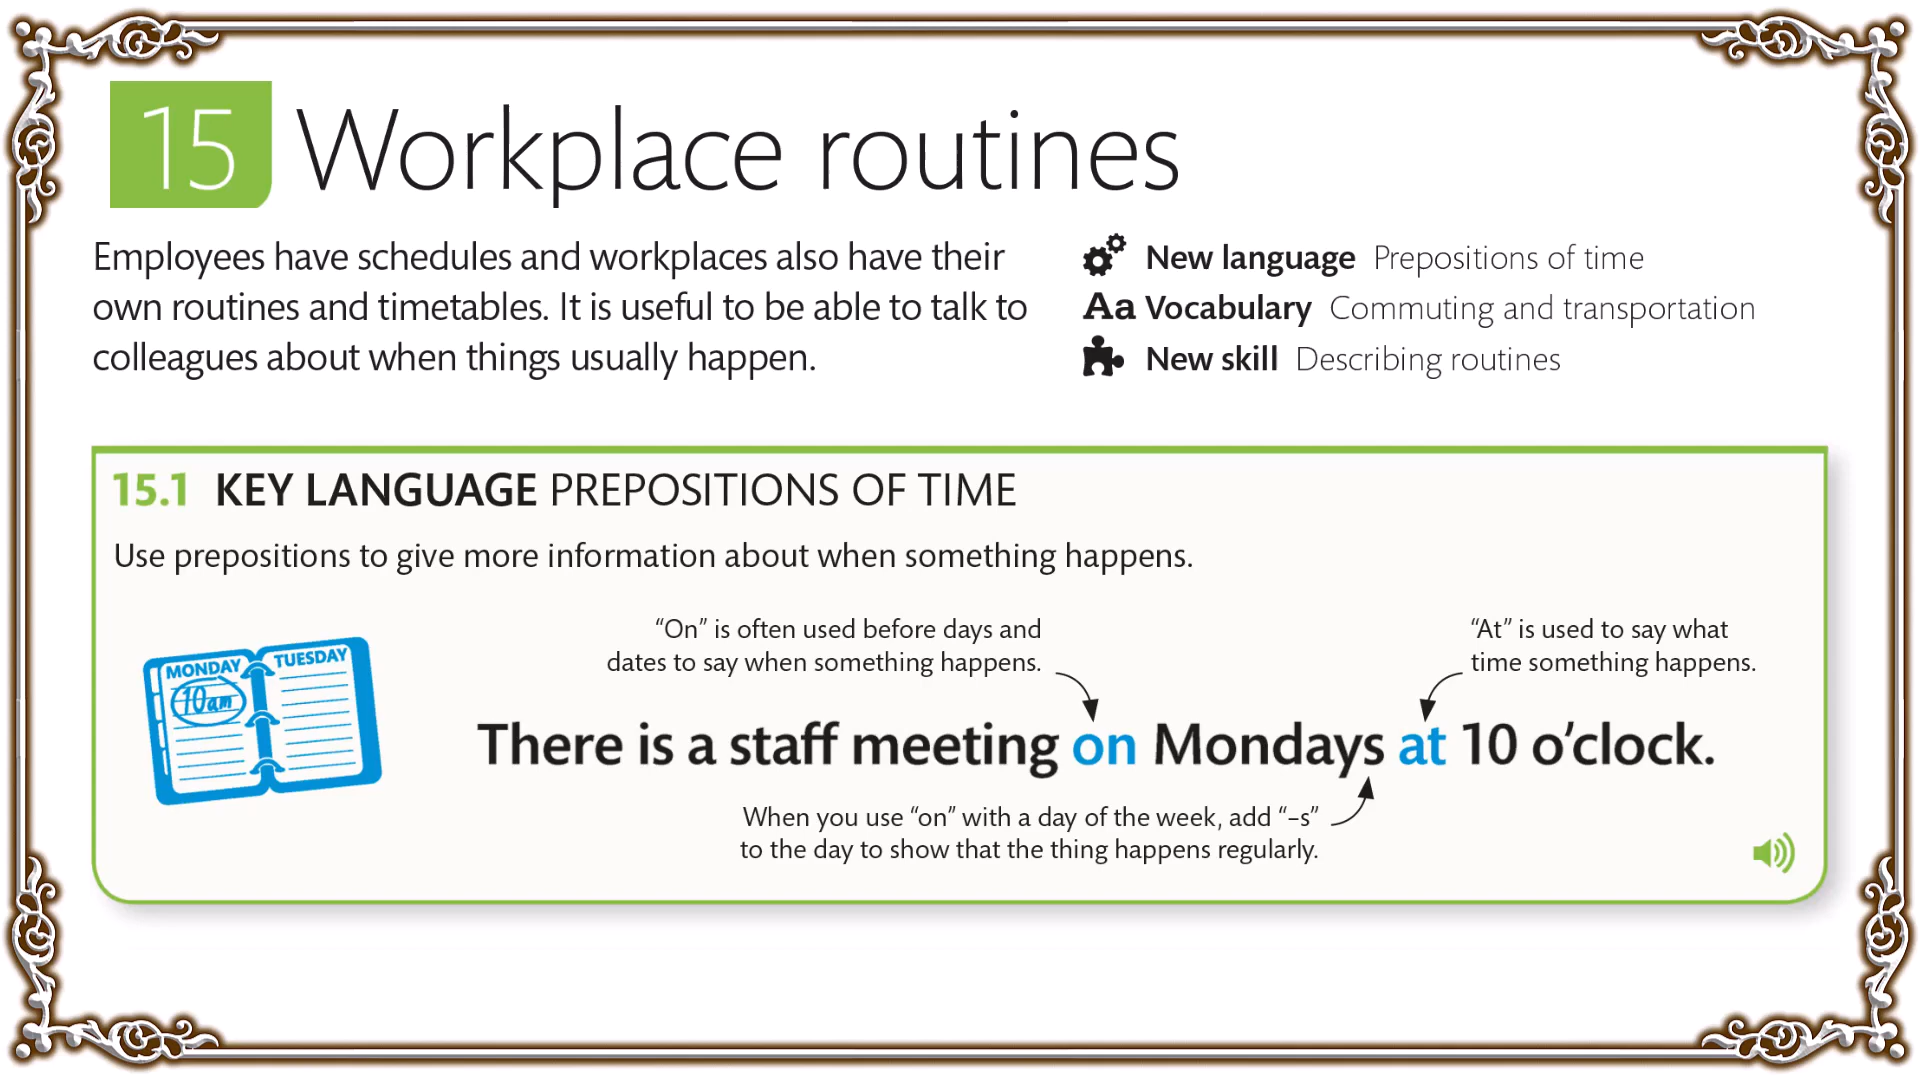 15 Workplace routines
Employees have schedules and workplaces also have their
own routines and timetables. It is useful to be able to talk to
colleagues about when things usually happen.
New language Prepositions of time
Aa Vocabulary Commuting and transportation
New skill Describing routines
15.1 KEY LANGUAGE PREPOSITIONS OF TIME
Use prepositions to give more information about when something happens.
“On” is often used before days and
dates to say when something happens.
“At” is used to say what
time something happens.
MONDAY TUESDAY
10am
There is a staff meeting on Mondays at 10 o’clock.
When you use “on” with a day of the week, add “–s”
to the day to show that the thing happens regularly.